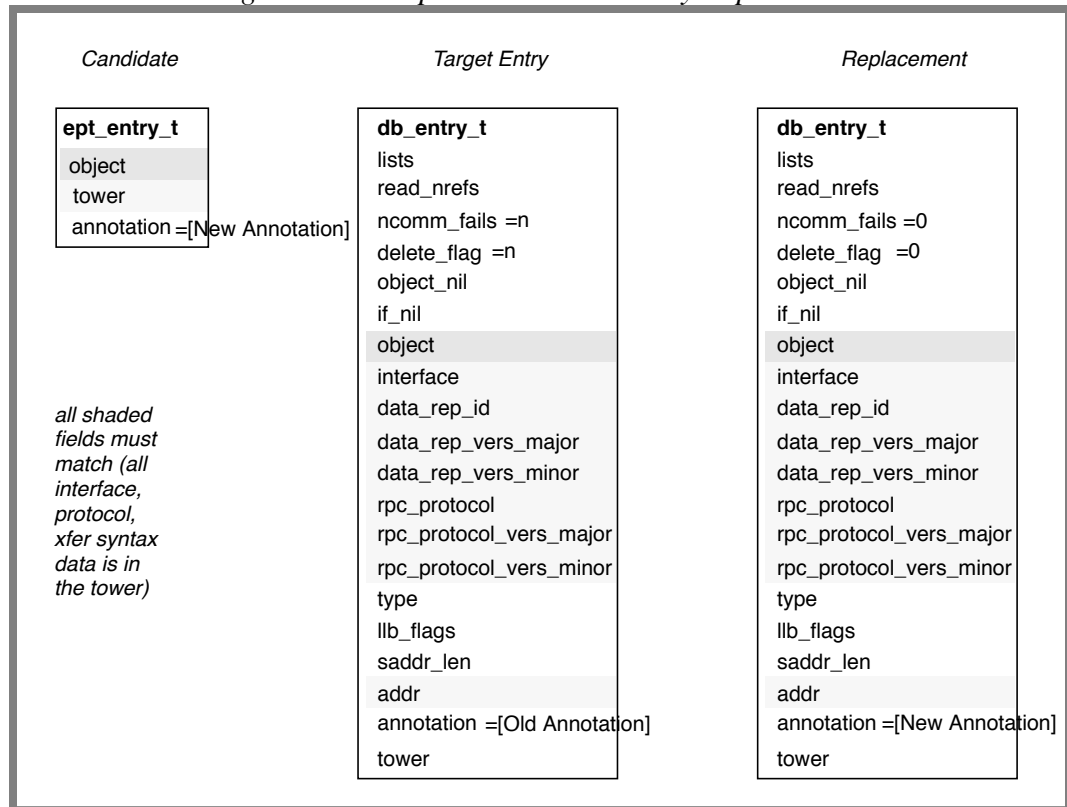 Candidate
ept_entry_t
object
tower
annotation =[New Annotation]
all shaded
fields must
match (all
interface,
protocol,
xfer syntax
data is in
the tower)
Target Entry
db_entry_t
lists
read_nrefs
ncomm_fails =n
delete_flag =n
object_nil
if_nil
object
interface
data_rep_id
data_rep_vers_major
data_rep_vers_minor
rpc_protocol
rpc_protocol_vers_major
rpc_protocol_vers_minor
type
llb_flags
saddr_len
addr
annotation =[Old Annotation]
tower
Replacement
db_entry_t
lists
read_nrefs
ncomm_fails =0
delete_flag =0
object_nil
if_nil
object
interface
data_rep_id
data_rep_vers_major
data_rep_vers_minor
rpc_protocol
rpc_protocol_vers_major
rpc_protocol_vers_minor
type
llb_flags
saddr_len
addr
annotation =[New Annotation]
tower